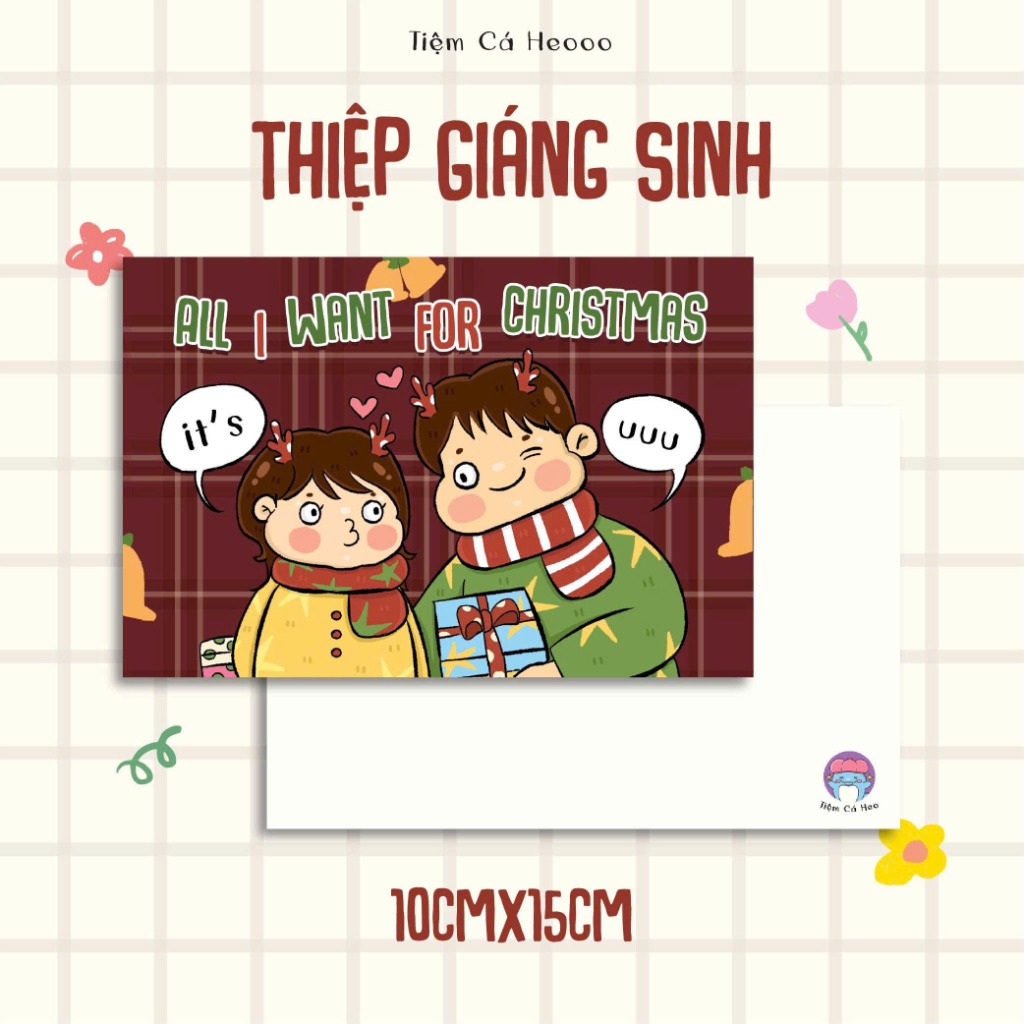 Tiệm Cá Heooo
THIỆP GIÁNG SINH
ALL I WANT FOR CHRISTMAS
it's
uuu
Tiệm Cá Heo
10CMX15CM